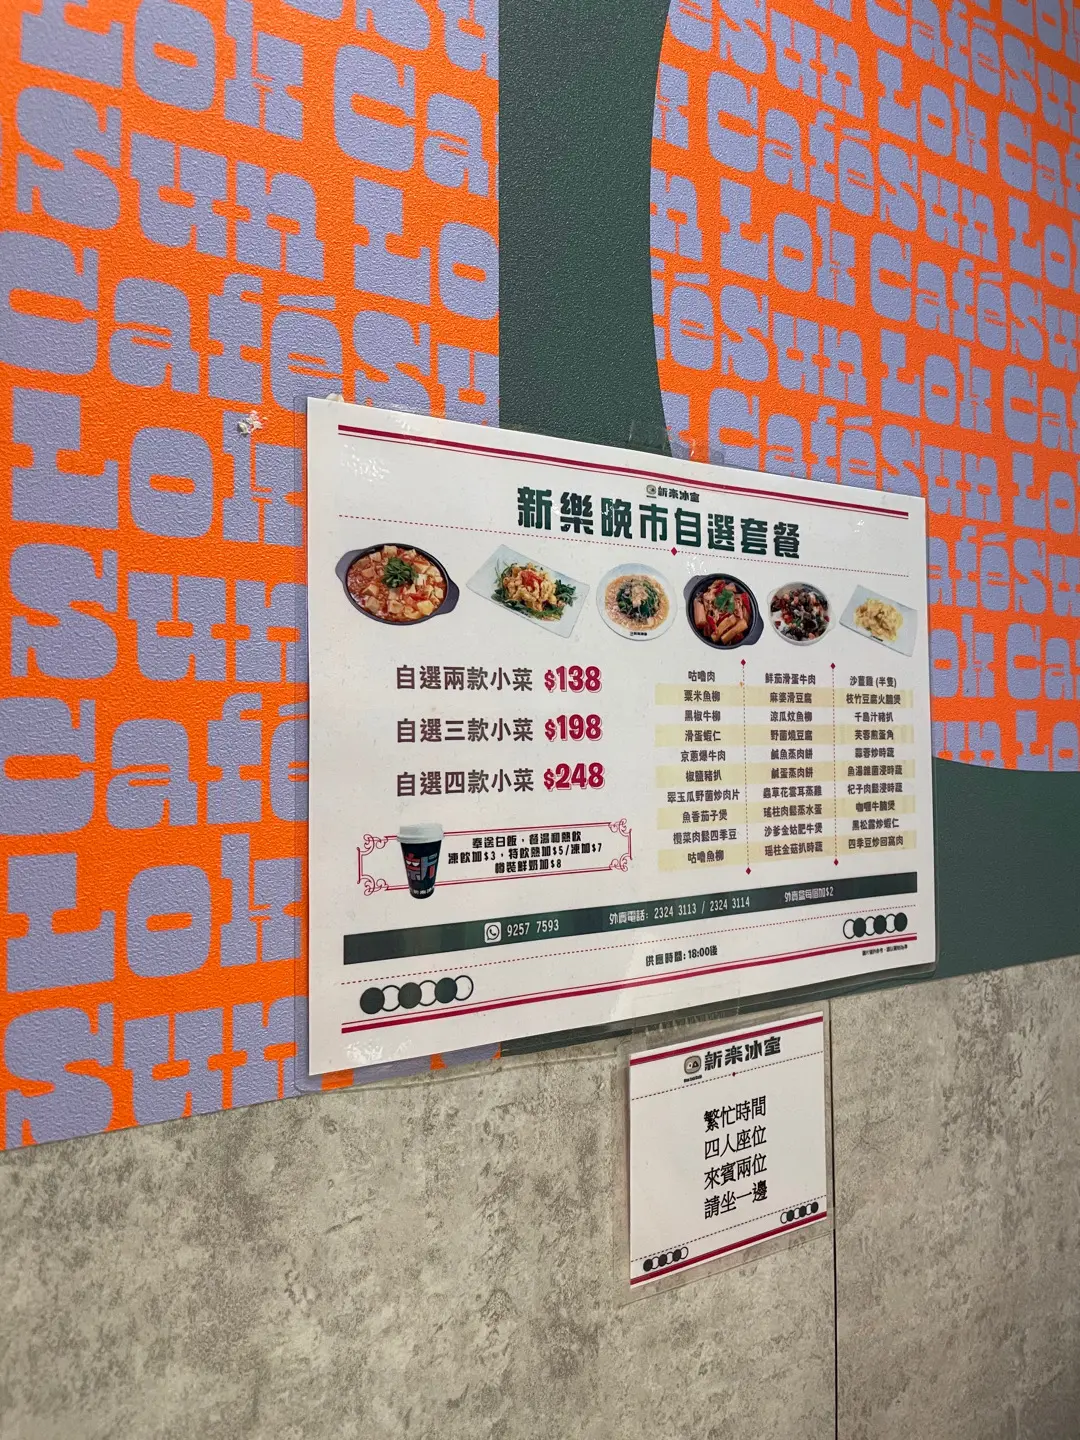 Sun Lok Café
新樂冰室
新樂晚市自選套餐
自選兩款小菜 $138
自選三款小菜 $198
自選四款小菜 $248
奉送白飯，餐湯和熱飲
凍飲加$3，特飲熱加$5/凍加$7
樽裝鮮奶加$8
咕嚕肉
粟米魚柳
黑椒牛柳
滑蛋蝦仁
京蔥爆牛肉
椒鹽豬扒
翠玉瓜野菌炒肉片
魚香茄子煲
欖菜肉鬆四季豆
咕嚕魚柳
鮮茄滑蛋牛肉
麻婆滑豆腐
涼瓜炆魚柳
野菌燒豆腐
鹹魚蒸肉餅
鹹蛋蒸肉餅
蟲草花雲耳蒸雞
瑤柱肉鬆蒸水蛋
沙爹金菇肥牛煲
瑤柱金菇扒時蔬
沙薑雞 (半隻)
枝竹豆腐火腩煲
千島汁豬扒
芙蓉煎蛋角
蒜蓉炒時蔬
魚湯雜菌浸時蔬
杞子肉鬆浸時蔬
咖喱牛腩煲
黑松露炒蝦仁
四季豆炒回窩肉
9257 7593
外賣電話: 2324 3113 / 2324 3114
外賣盒每個加$2
供應時間: 18:00後
新樂冰室
繁忙時間
四人座位
來賓兩位
請坐一邊